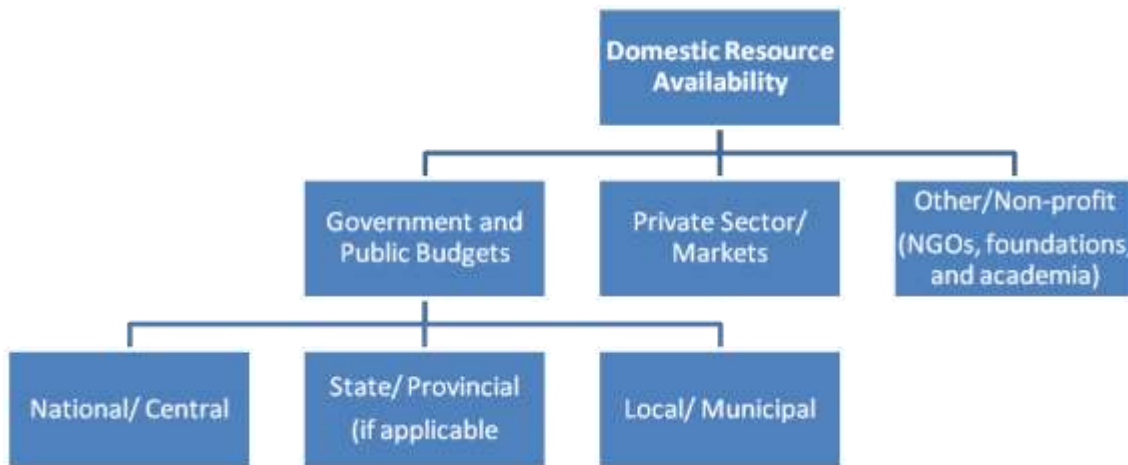 Domestic Resource
Availability
Government and
Public Budgets
Private Sector/
Markets
Other/Non-profit
(NGOs, foundations,
and academia)
National/ Central
State/ Provincial
(if applicable
Local/ Municipal